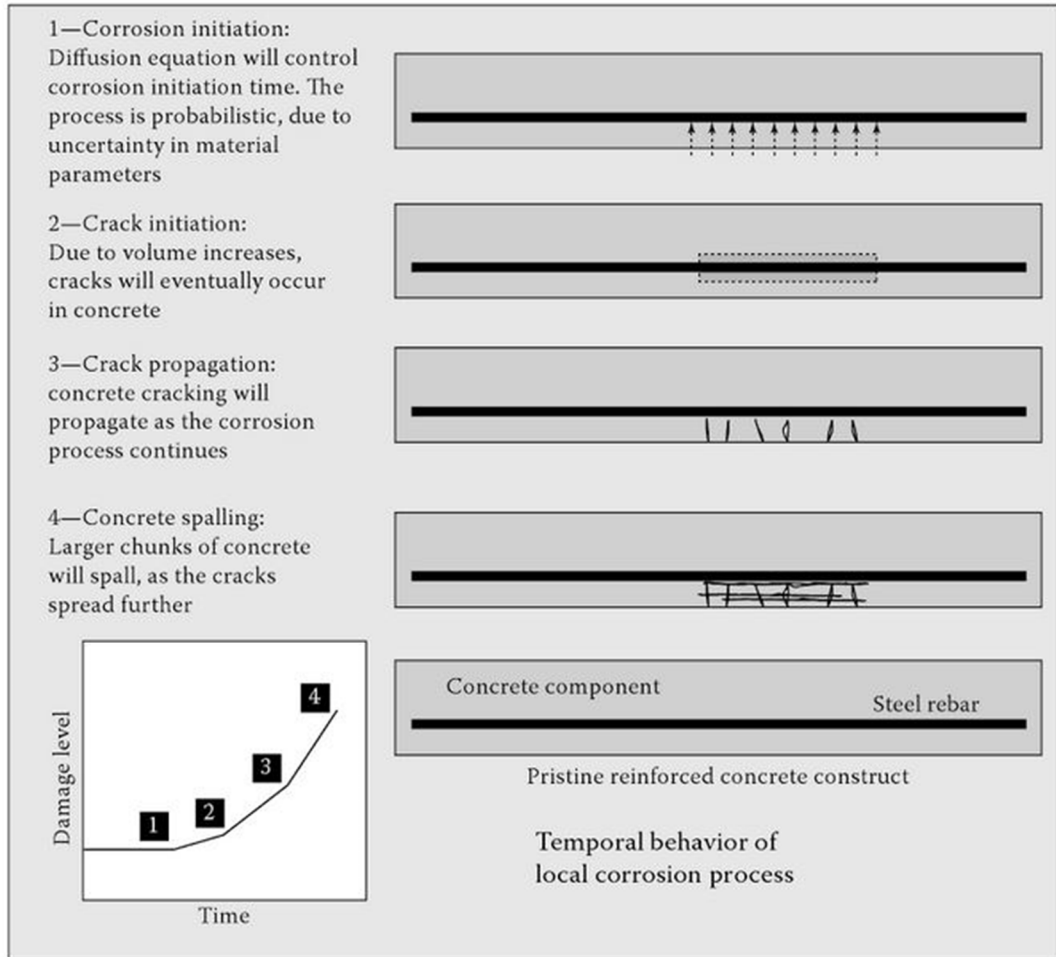 1—Corrosion initiation:
Diffusion equation will control
corrosion initiation time. The
process is probabilistic, due to
uncertainty in material
parameters
2—Crack initiation:
Due to volume increases,
cracks will eventually occur
in concrete
3—Crack propagation:
concrete cracking will
propagate as the corrosion
process continues
4—Concrete spalling:
Larger chunks of concrete
will spall, as the cracks
spread further
Damage level
1
2
3
4
Time
Concrete component
Steel rebar
Pristine reinforced concrete construct
Temporal behavior of
local corrosion process